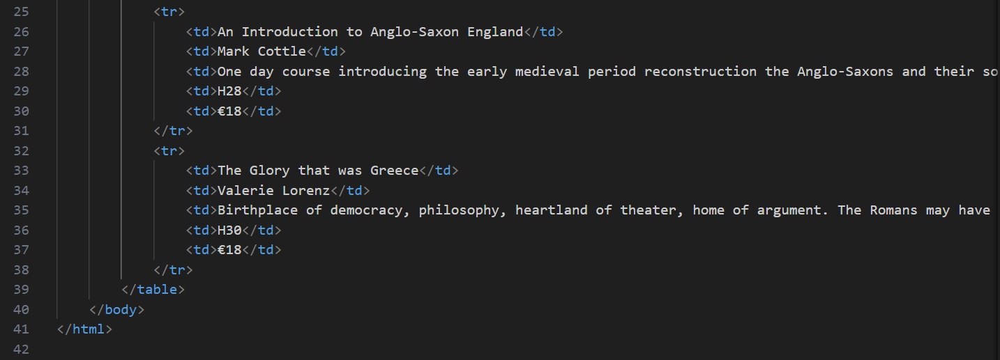 25 <tr>
26 <td>An Introduction to Anglo-Saxon England</td>
27 <td>Mark Cottle</td>
28 <td>One day course introducing the early medieval period reconstruction the Anglo-Saxons and their so
29 <td>H28</td>
30 <td>€18</td>
31 </tr>
32 <tr>
33 <td>The Glory that was Greece</td>
34 <td>Valerie Lorenz</td>
35 <td>Birthplace of democracy, philosophy, heartland of theater, home of argument. The Romans may have
36 <td>H30</td>
37 <td>€18</td>
38 </tr>
39 </table>
40 </body>
41 </html>
42